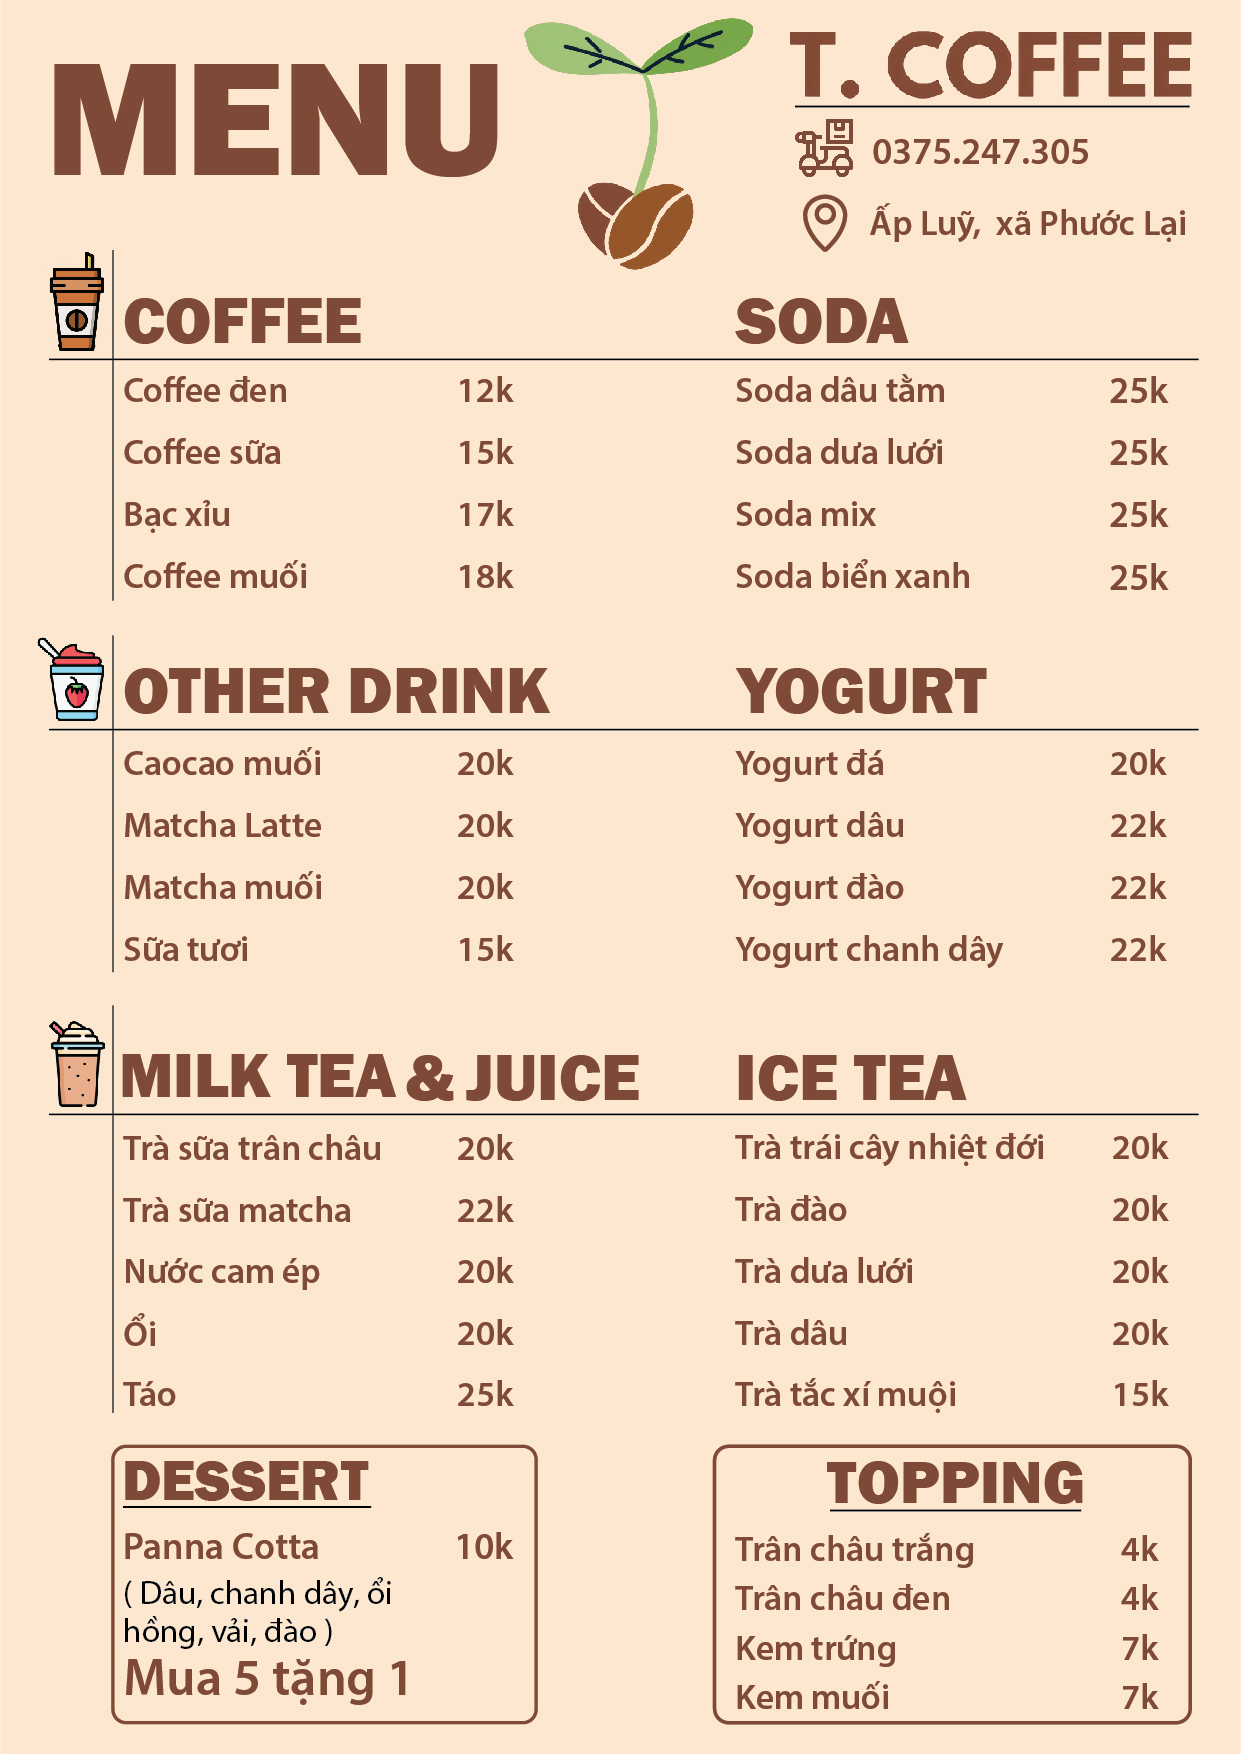 MENU
T. COFFEE
0375.247.305
Ấp Luỹ, xã Phước Lại
COFFEE
Coffee đen 12k
Coffee sữa 15k
Bạc xỉu 17k
Coffee muối 18k
SODA
Soda dâu tằm 25k
Soda dưa lưới 25k
Soda mix 25k
Soda biển xanh 25k
OTHER DRINK
Caocao muối 20k
Matcha Latte 20k
Matcha muối 20k
Sữa tươi 15k
YOGURT
Yogurt đá 20k
Yogurt dâu 22k
Yogurt đào 22k
Yogurt chanh dây 22k
MILK TEA & JUICE
Trà sữa trân châu 20k
Trà sữa matcha 22k
Nước cam ép 20k
Ổi 20k
Táo 25k
ICE TEA
Trà trái cây nhiệt đới 20k
Trà đào 20k
Trà dưa lưới 20k
Trà dâu 20k
Trà tắc xí muội 15k
DESSERT
Panna Cotta 10k
( Dâu, chanh dây, ổi
hồng, vải, đào )
Mua 5 tặng 1
TOPPING
Trân châu trắng 4k
Trân châu đen 4k
Kem trứng 7k
Kem muối 7k